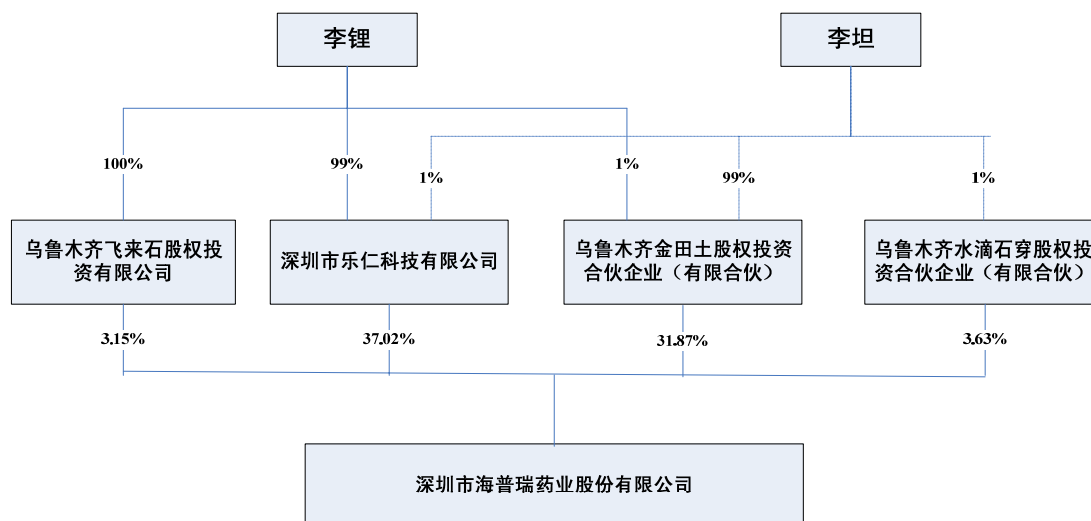 李锂
李坦
100%
99%
1%
1%
99%
1%
乌鲁木齐飞来石股权投
资有限公司
深圳市乐仁科技有限公司
乌鲁木齐金田土股权投资
合伙企业（有限合伙）
乌鲁木齐水滴石穿股权投
资合伙企业（有限合伙）
3.15%
37.02%
31.87%
3.63%
深圳市海普瑞药业股份有限公司